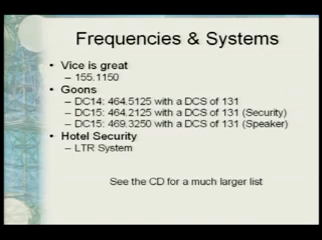 Frequencies & Systems
• Vice is great
– 155.1150
• Goons
– DC14: 464.5125 with a DCS of 131
– DC15: 464.2125 with a DCS of 131 (Security)
– DC15: 469.3250 with a DCS of 131 (Speaker)
• Hotel Security
– LTR System
See the CD for a much larger list